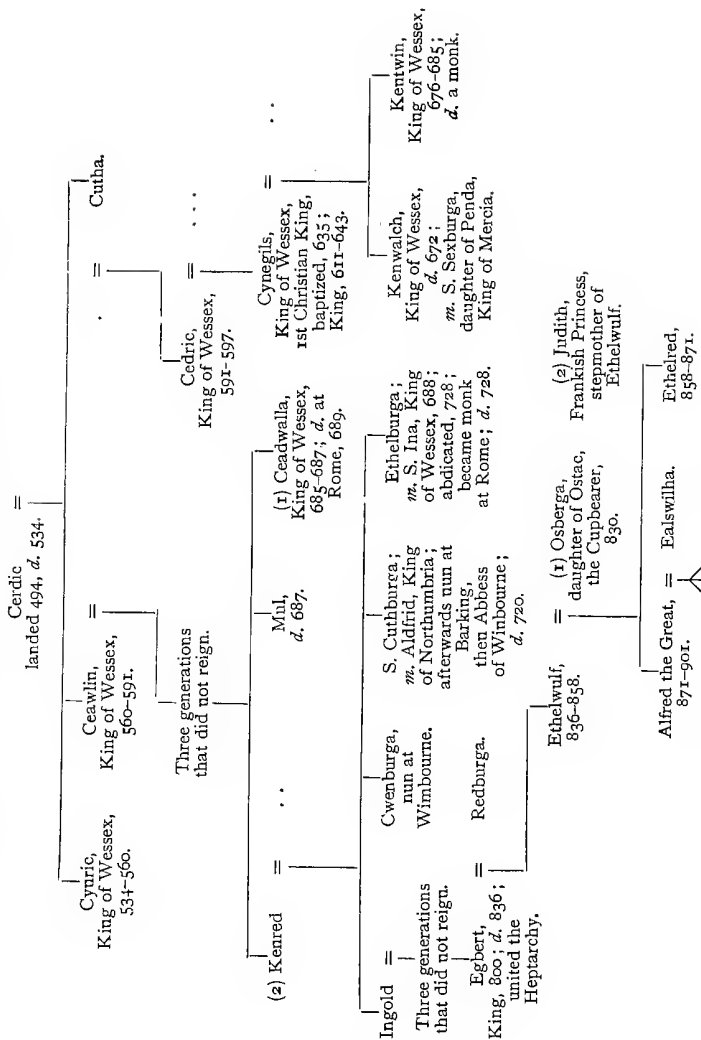 Cerdic =
landed 494, d. 534.
Cynric,
King of Wessex,
534-560.
Ceawlin, =
King of Wessex,
560-591.
. =
Cutha.
Three generations
that did not reign.
Cedric, =
King of Wessex,
591-597.
. . . .
(2) Kenred = . .
Mul,
d. 687.
(1) Ceadwalla,
King of Wessex,
685-687; d. at
Rome, 689.
Cynegils, = . .
King of Wessex,
1st Christian King,
baptized, 635;
King, 611-643.
Ingold =
Cwenburga,
nun at
Wimbourne.
S. Cuthburga;
m. Aldfrid, King
of Northumbria;
afterwards nun at
Barking,
then Abbess
of Winbourne;
d. 720.
Ethelburga;
m. S. Ina, King
of Wessex, 688;
abdicated, 728;
became monk
at Rome; d. 728.
Kenwalch,
King of Wessex,
d. 672;
m. S. Sexburga,
daughter of Penda,
King of Mercia.
Kentwin,
King of Wessex,
676-685;
d. a monk.
Three generations
that did not reign.
Egbert, = Redburga.
King, 800; d. 836;
united the
Heptarchy.
Ethelwulf, =
836-858.
(1) Osberga,
daughter of Ostac,
the Cupbearer,
830.
(2) Judith,
Frankish Princess,
stepmother of
Ethelwulf.
Alfred the Great, = Ealswilha.
871-901.
Ethelred,
858-871.